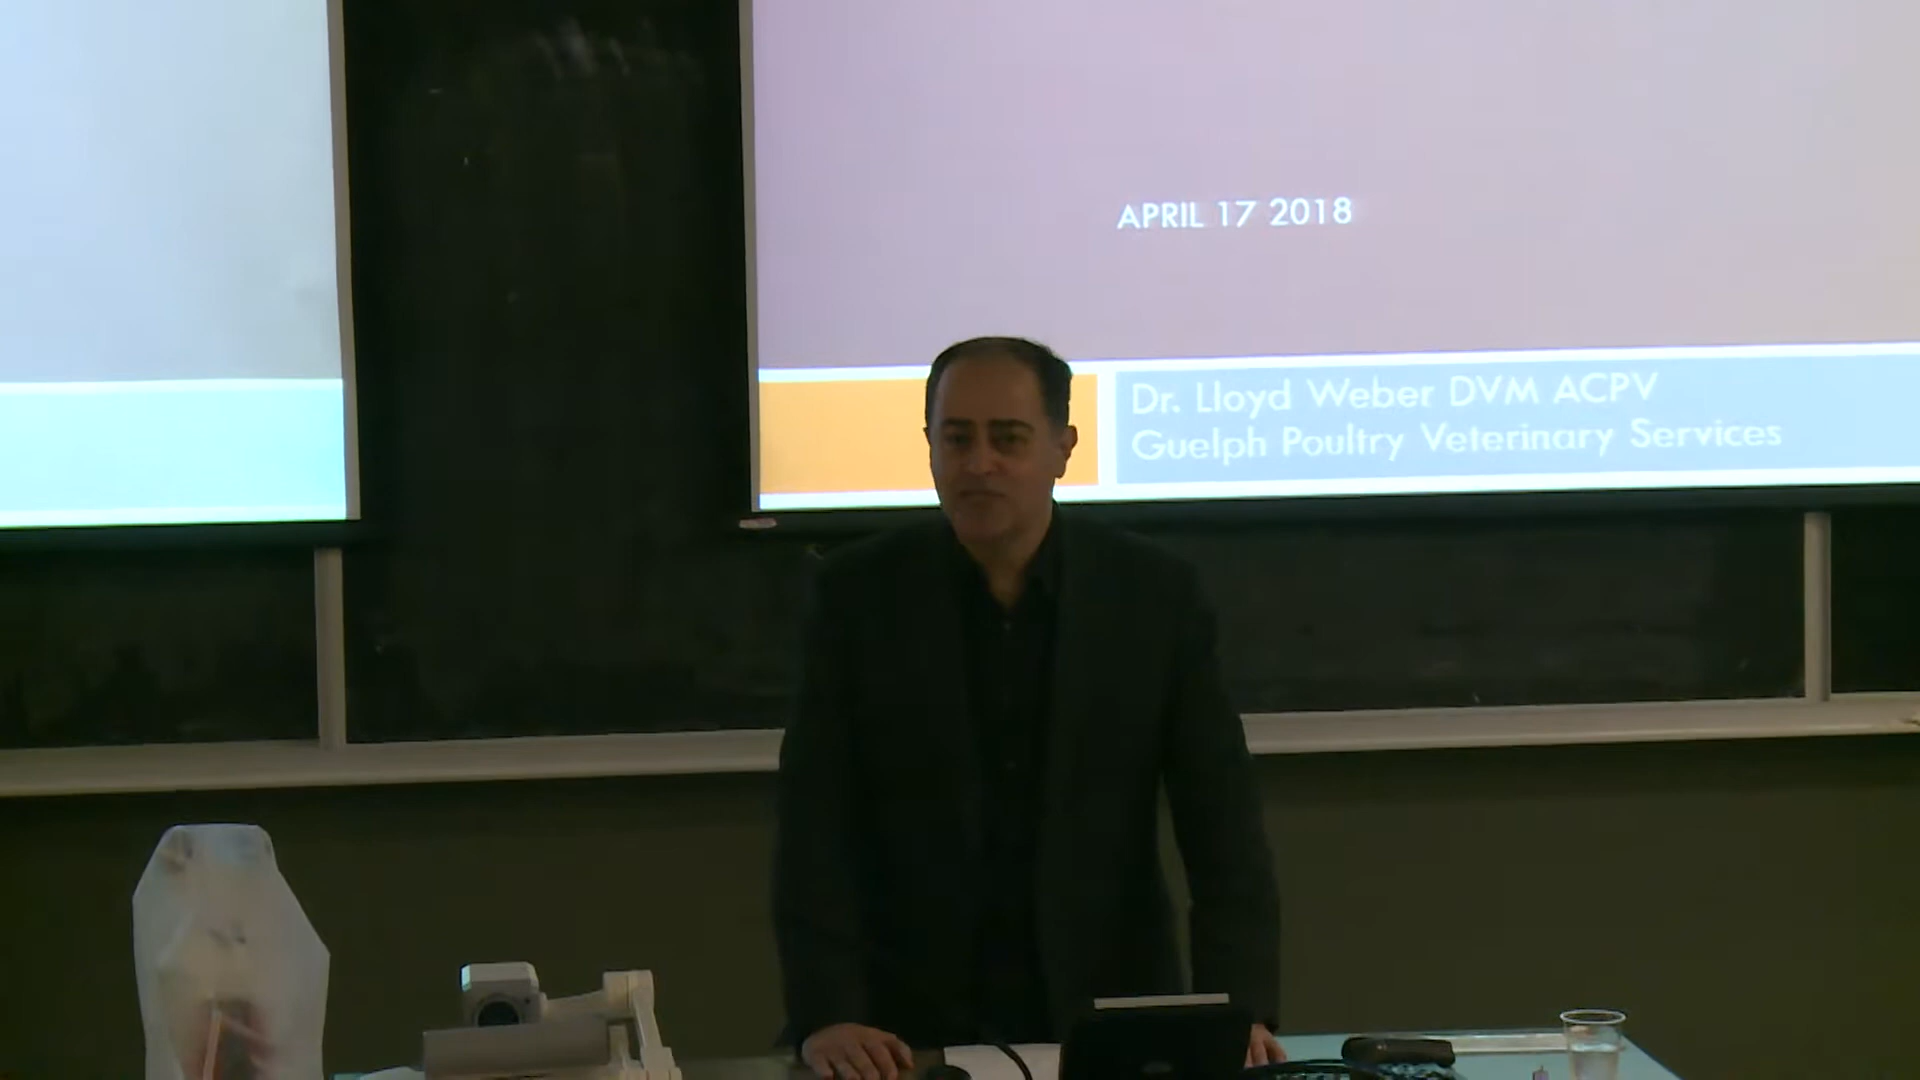 APRIL 17 2018
Dr. Lloyd Weber DVM ACPV
Guelph Poultry Veterinary Services